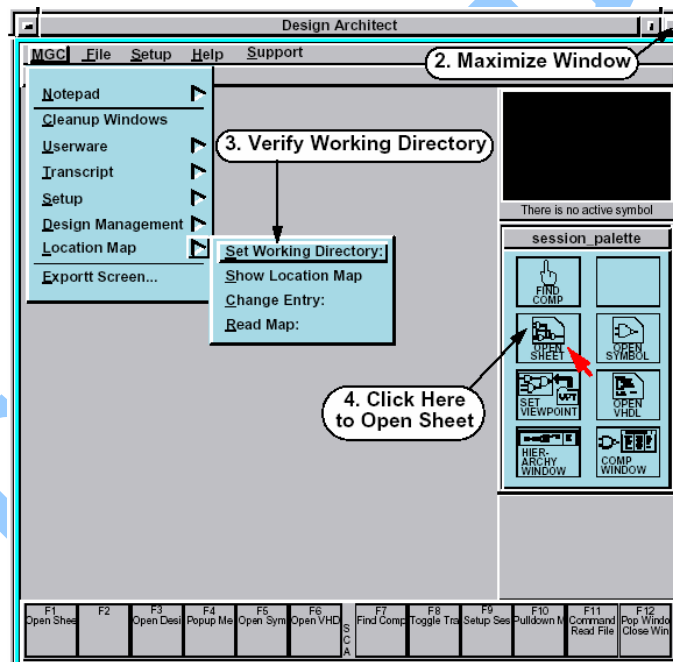 Design Architect
MGC File Setup Help Support
2. Maximize Window
Notepad
Cleanup Windows
Userware
Transcript
Setup
Design Management
Location Map
Exportt Screen...
3. Verify Working Directory
Set Working Directory:
Show Location Map
Change Entry:
Read Map:
There is no active symbol
session_palette
FIND
COMP
OPEN
SHEET
OPEN
SYMBOL
SET
VIEWPOINT
VPT
OPEN
VHDL
HIER-
ARCHY
WINDOW
COMP
WINDOW
4. Click Here
to Open Sheet
F1
Open Shee
F2
F3
Open Desi
F4
Popup Me
F5
Open Sym
F6
Open VHD
S
C
A
F7
Find Comp
F8
Toggle Tra
F9
Setup Ses
F10
Pulldown M
F11
Command
Read File
F12
Pop Windo
Close Win